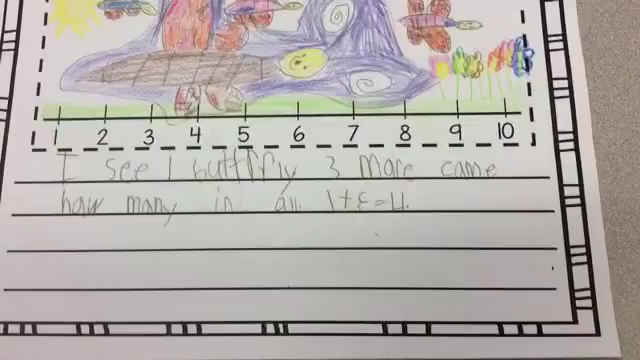 1 2 3 4 5 6 7 8 9 10
I see 1 buttffly 3 more came
how many in all 1+3=4.